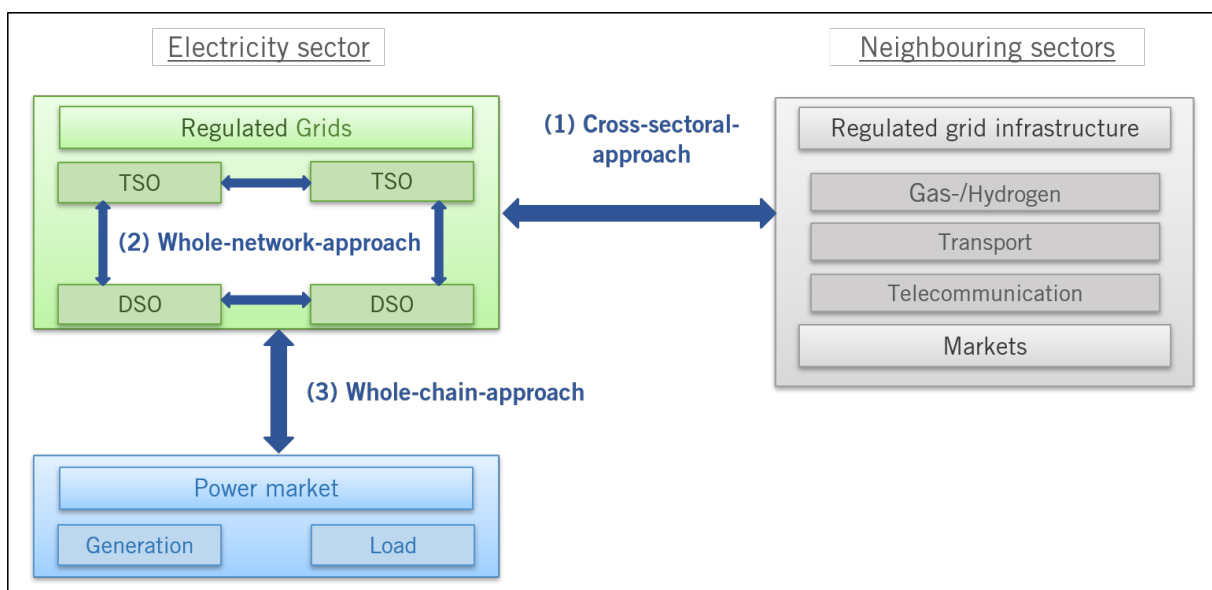 Electricity sector
Neighbouring sectors
Regulated Grids
TSO
TSO
(2) Whole-network-approach
DSO
DSO
(1) Cross-sectoral-
approach
Regulated grid infrastructure
Gas-/Hydrogen
Transport
Telecommunication
Markets
(3) Whole-chain-approach
Power market
Generation
Load